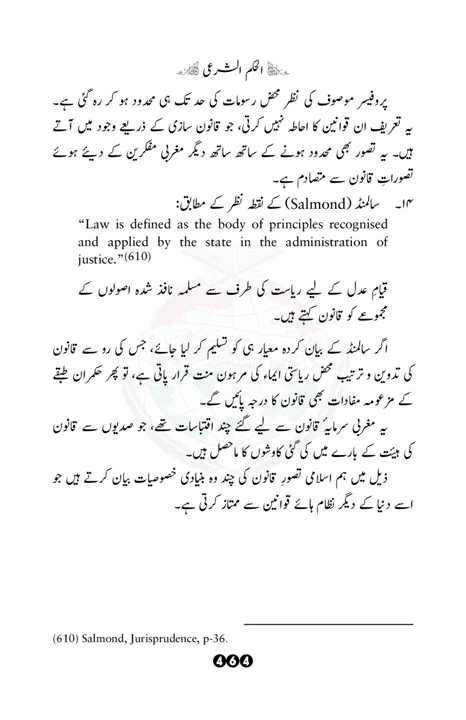 الحکم الشرعی
پروفیسر موصوف کی نظر محض رسومات کی حد تک ہی محدود ہو کر رہ گئی ہے۔
یہ تعریف ان قوانین کا احاطہ نہیں کرتی، جو قانون سازی کے ذریعے وجود میں آتے
ہیں۔ یہ تصور بھی محدود ہونے کے ساتھ ساتھ دیگر مغربی مفکرین کے دیئے ہوئے
تصوراتِ قانون سے متصادم ہے۔
۱۴۔ سالمنڈ (Salmond) کے نقطہ نظر کے مطابق:
“Law is defined as the body of principles recognised
and applied by the state in the administration of
justice.”(610)
قیامِ عدل کے لیے ریاست کی طرف سے مسلمہ نافذ شدہ اصولوں کے
مجموعے کو قانون کہتے ہیں۔
اگر سالمنڈ کے بیان کردہ معیار ہی کو تسلیم کر لیا جائے، جس کی رو سے قانون
کی تدوین و ترتیب محض ریاستی ایماء کی مرہون منت قرار پاتی ہے، تو پھر حکمران طبقے
کے مزعومہ مفادات بھی قانون کا درجہ پائیں گے۔
یہ مغربی سرمایۂ قانون سے لیے گئے چند اقتباسات تھے، جو صدیوں سے قانون
کی ہیئت کے بارے میں کی گئی کاوشوں کا ماحصل ہیں۔
ذیل میں ہم اسلامی تصورِ قانون کی چند وہ بنیادی خصوصیات بیان کرتے ہیں جو
اسے دنیا کے دیگر نظام ہائے قوانین سے ممتاز کرتی ہے۔
(610) Salmond, Jurisprudence, p-36.
۴۶۴